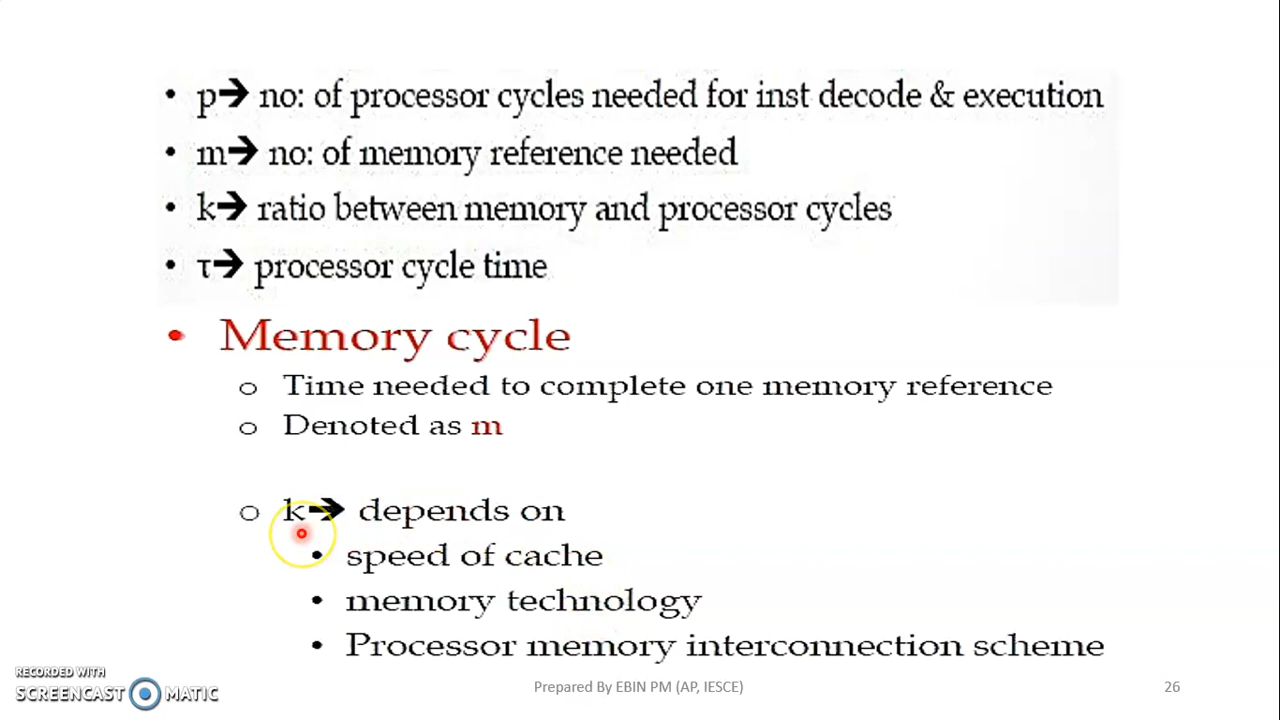 • p→ no: of processor cycles needed for inst decode & execution
• m→ no: of memory reference needed
• k→ ratio between memory and processor cycles
• τ→ processor cycle time
• Memory cycle
o Time needed to complete one memory reference
o Denoted as m
o k→ depends on
• speed of cache
• memory technology
• Processor memory interconnection scheme
RECORDED WITH
SCREENCAST MATIC
Prepared By EBIN PM (AP, IESCE)
26